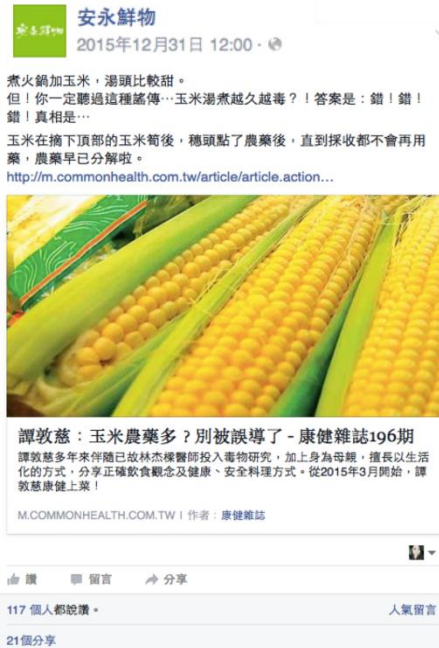 安永鮮物
安永鮮物
2015年12月31日 12:00 ·
煮火鍋加玉米，湯頭比較甜。
但！你一定聽過這種謠傳…玉米湯煮越久越毒？！答案是：錯！錯！
錯！真相是…
玉米在摘下頂部的玉米筍後，穗頭點了農藥後，直到採收都不會再用
藥，農藥早已分解啦。
http://m.commonhealth.com.tw/article/article.action...
譚敦慈：玉米農藥多？別被誤導了 - 康健雜誌196期
譚敦慈多年來伴隨已故林杰樑醫師投入毒物研究，加上身為母親，擅長以生活
化的方式，分享正確飲食觀念及健康、安全料理方式。從2015年3月開始，譚
敦慈康健上菜！
M.COMMONHEALTH.COM.TW | 作者：康健雜誌
讚 留言 分享
117 個人都說讚。 人氣留言
21個分享